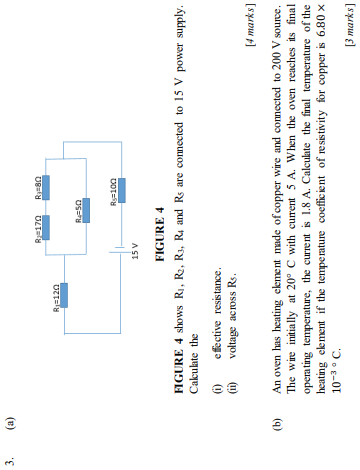 3. (a)
R₂=17Ω R₃=8Ω
R₁=12Ω
R₄=5Ω
R₅=10Ω
15 V
FIGURE 4
FIGURE 4 shows R₁, R₂, R₃, R₄ and R₅ are connected to 15 V power supply.
Calculate the
(i) effective resistance.
(ii) voltage across R₅.
[4 marks]
(b) An oven has heating element made of copper wire and connected to 200 V source.
The wire initially at 20° C with current 5 A. When the oven reaches its final
operating temperature, the current is 1.8 A. Calculate the final temperature of the
heating element if the temperature coefficient of resistivity for copper is 6.80 ×
10⁻³ ° C.
[3 marks]